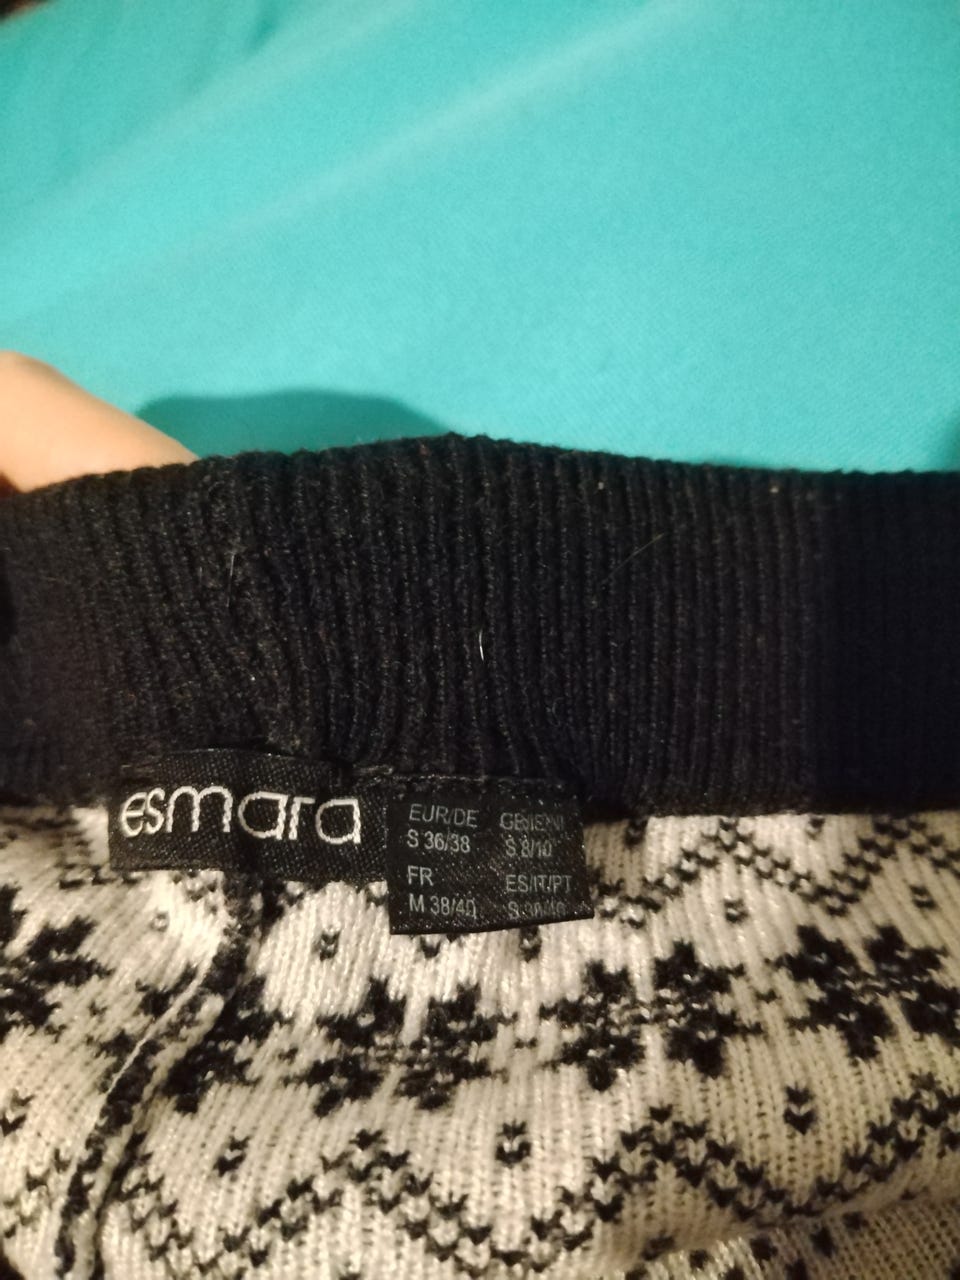 esmara
EUR/DE GB/IE/NI
S 36/38 S 8/10
FR ES/IT/PT
M 38/40 S